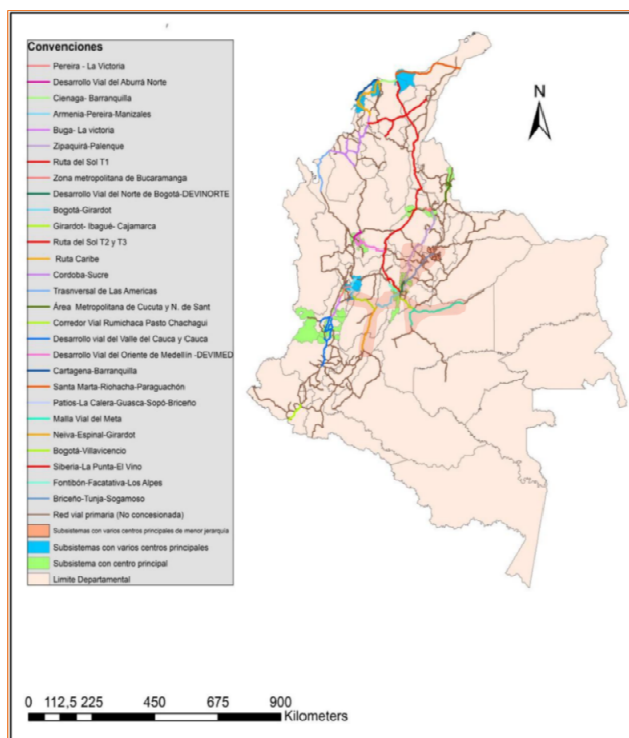 Convenciones
Pereira - La Victoria
Desarrollo Vial del Aburrá Norte
Cienaga- Barranquilla
Armenia-Pereira-Manizales
Buga- La victoria
Zipaquirá-Palenque
Ruta del Sol T1
Zona metropolitana de Bucaramanga
Desarrollo Vial del Norte de Bogotá-DEVINORTE
Bogotá-Girardot
Girardot- Ibagué- Cajamarca
Ruta del Sol T2 y T3
Ruta Caribe
Cordoba-Sucre
Trasnversal de Las Americas
Área Metropolitana de Cucuta y N. de Sant
Corredor Vial Rumichaca Pasto Chachagui
Desarrollo vial del Valle del Cauca y Cauca
Desarrollo Vial del Oriente de Medellín -DEVIMED
Cartagena-Barranquilla
Santa Marta-Riohacha-Paraguachón
Patios-La Calera-Guasca-Sopó-Briceño
Malla Vial del Meta
Neiva-Espinal-Girardot
Bogotá-Villavicencio
Siberia-La Punta-El Vino
Fontibón-Facatativa-Los Alpes
Briceño-Tunja-Sogamoso
Red vial primaria (No concesionada)
Subsistemas con varios centros principales de menor jerarquía
Subsistemas con varios centros principales
Subsistema con centro principal
Limite Departamental
N
0 112,5 225 450 675 900
Kilometers